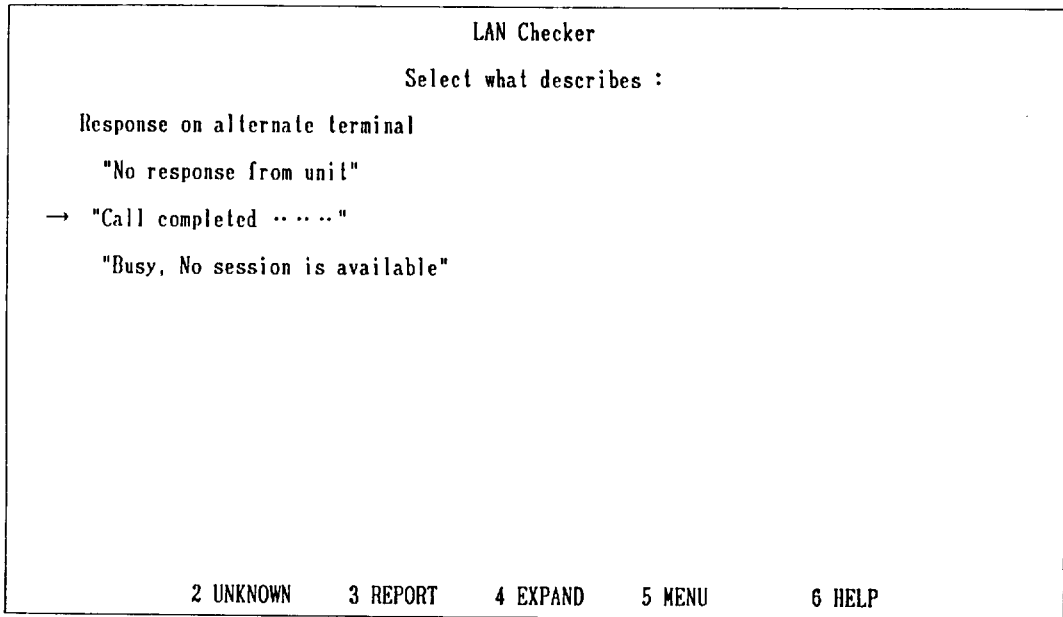 LAN Checker
Select what describes :
Response on alternate terminal
"No response from unit"
→ "Call completed ‥ ‥ ‥"
"Busy, No session is available"
2 UNKNOWN 3 REPORT 4 EXPAND 5 MENU 6 HELP